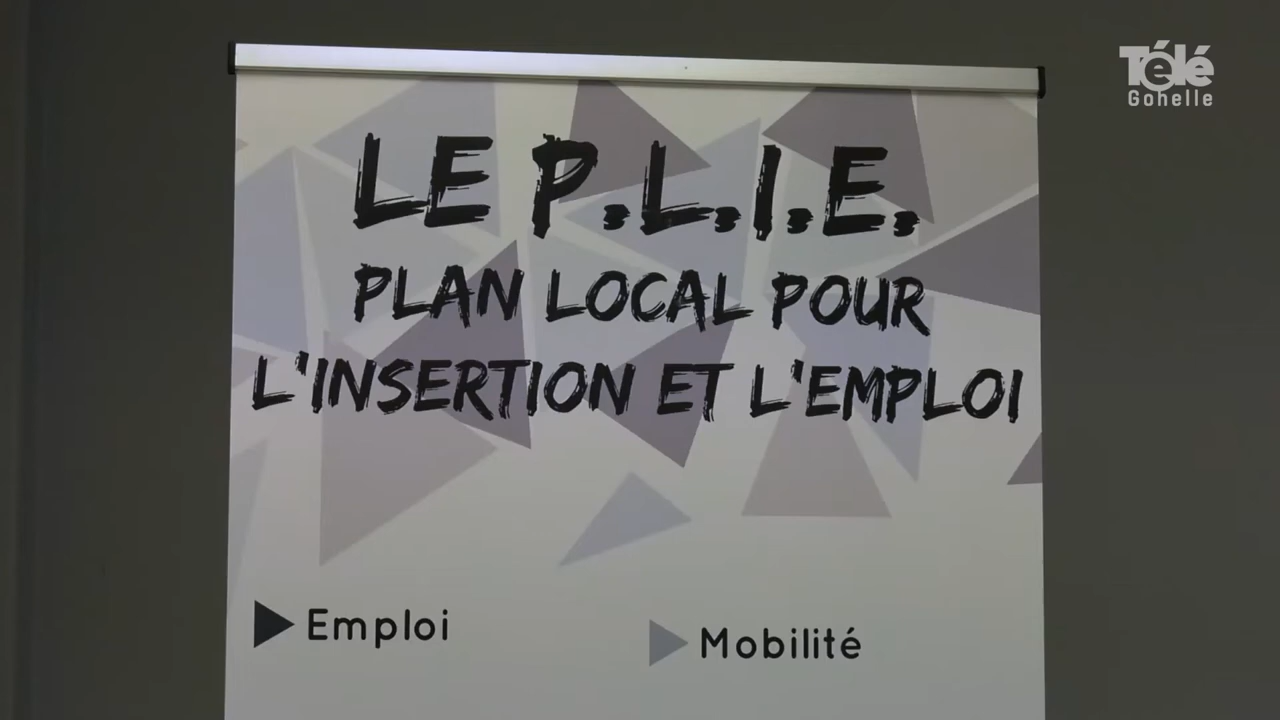 Télé
Gohelle
LE P.L.I.E.
PLAN LOCAL POUR
L'INSERTION ET L'EMPLOI
Emploi
Mobilité